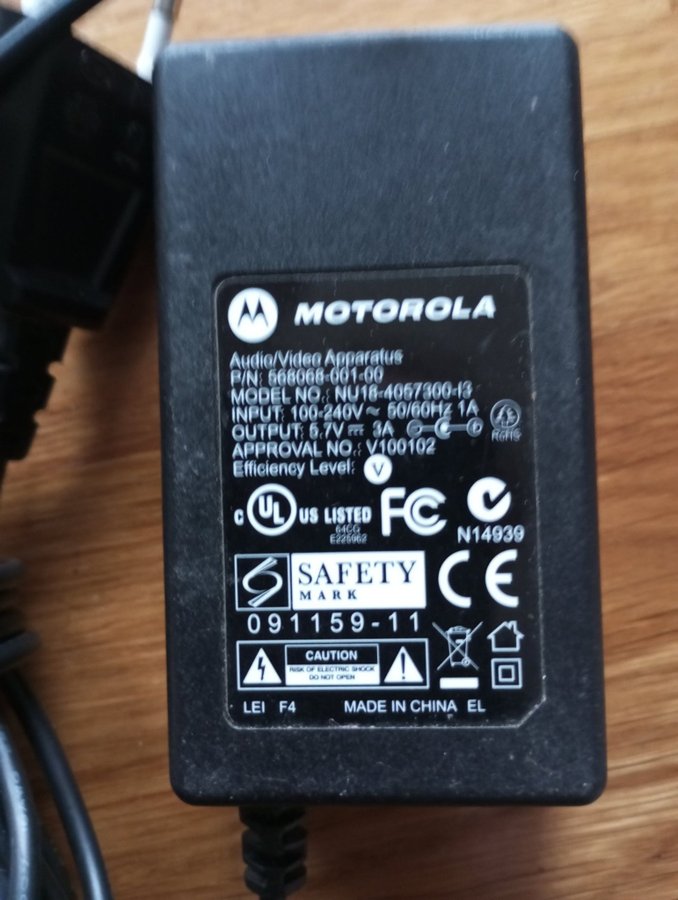 MOTOROLA
Audio/Video Apparatus
P/N: 568068-001-00
MODEL NO.: NU18-4057300-I3
INPUT: 100-240V ~ 50/60Hz 1A
OUTPUT: 5.7V ⎓ 3A
RoHS
APPROVAL NO.: V100102
Efficiency Level: V
C UL US LISTED
64CG
E225962
FC
N14939
SAFETY
MARK
CE
091159-11
CAUTION
RISK OF ELECTRIC SHOCK
DO NOT OPEN
LEI F4 MADE IN CHINA EL